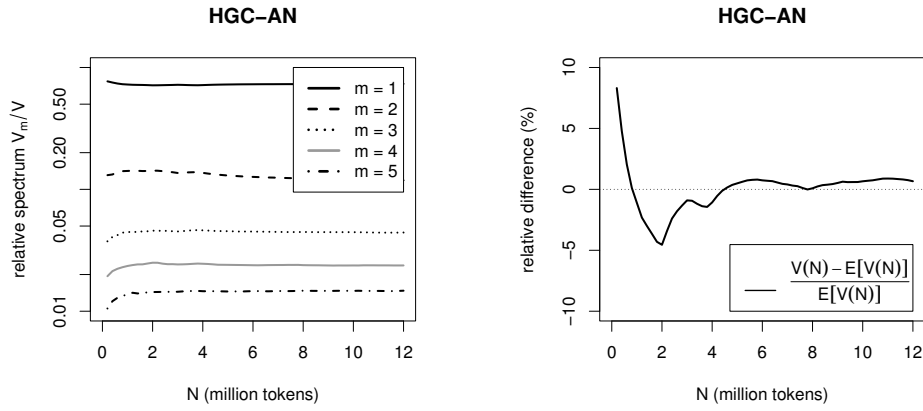 HGC−AN
relative spectrum Vm/V
0.50
0.20
0.05
0.01
m = 1
m = 2
m = 3
m = 4
m = 5
0 2 4 6 8 10 12
N (million tokens)
HGC−AN
relative difference (%)
10
5
0
−5
−10
V(N) − E[V(N)]
E[V(N)]
0 2 4 6 8 10 12
N (million tokens)